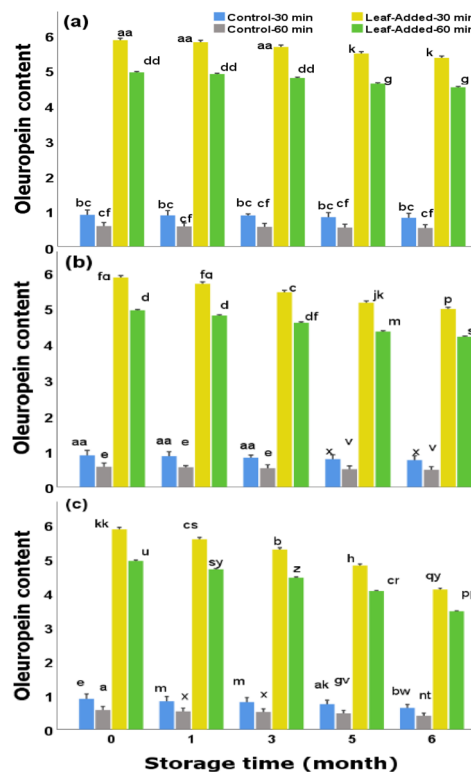 (a)
Control-30 min Leaf-Added-30 min
Control-60 min Leaf-Added-60 min
Oleuropein content
6
5
4
3
2
1
0
aa dd aa dd aa dd k g k g
bc cf bc cf bc cf bc cf bc cf
(b)
Oleuropein content
6
5
4
3
2
1
0
d d c df jk m p s
aa e aa e aa e x v x v
(c)
Oleuropein content
6
5
4
3
2
1
0
kk u cs sy b z h cr qy
e a m x m x ak gv bw nt
0 1 3 5 6
Storage time (month)